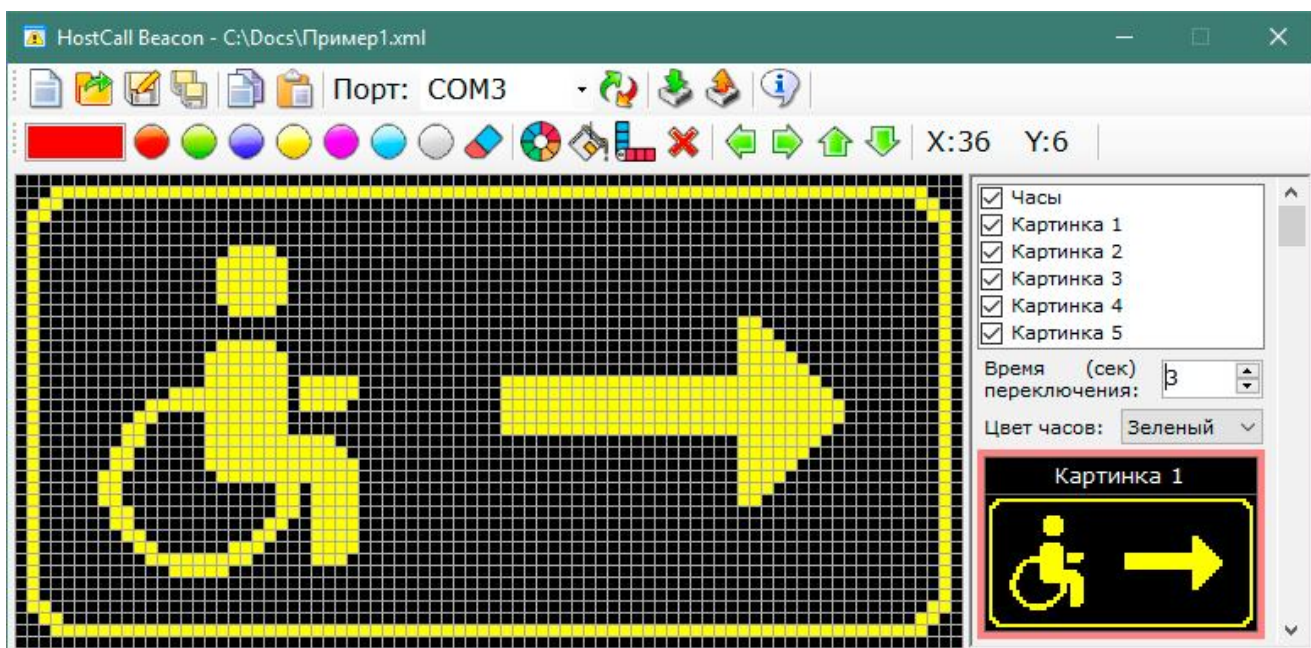 HostCall Beacon - C:\Docs\Пример1.xml
Порт: COM3
X:36 Y:6
Часы
Картинка 1
Картинка 2
Картинка 3
Картинка 4
Картинка 5
Время (сек)
переключения:
3
Цвет часов: Зеленый
Картинка 1